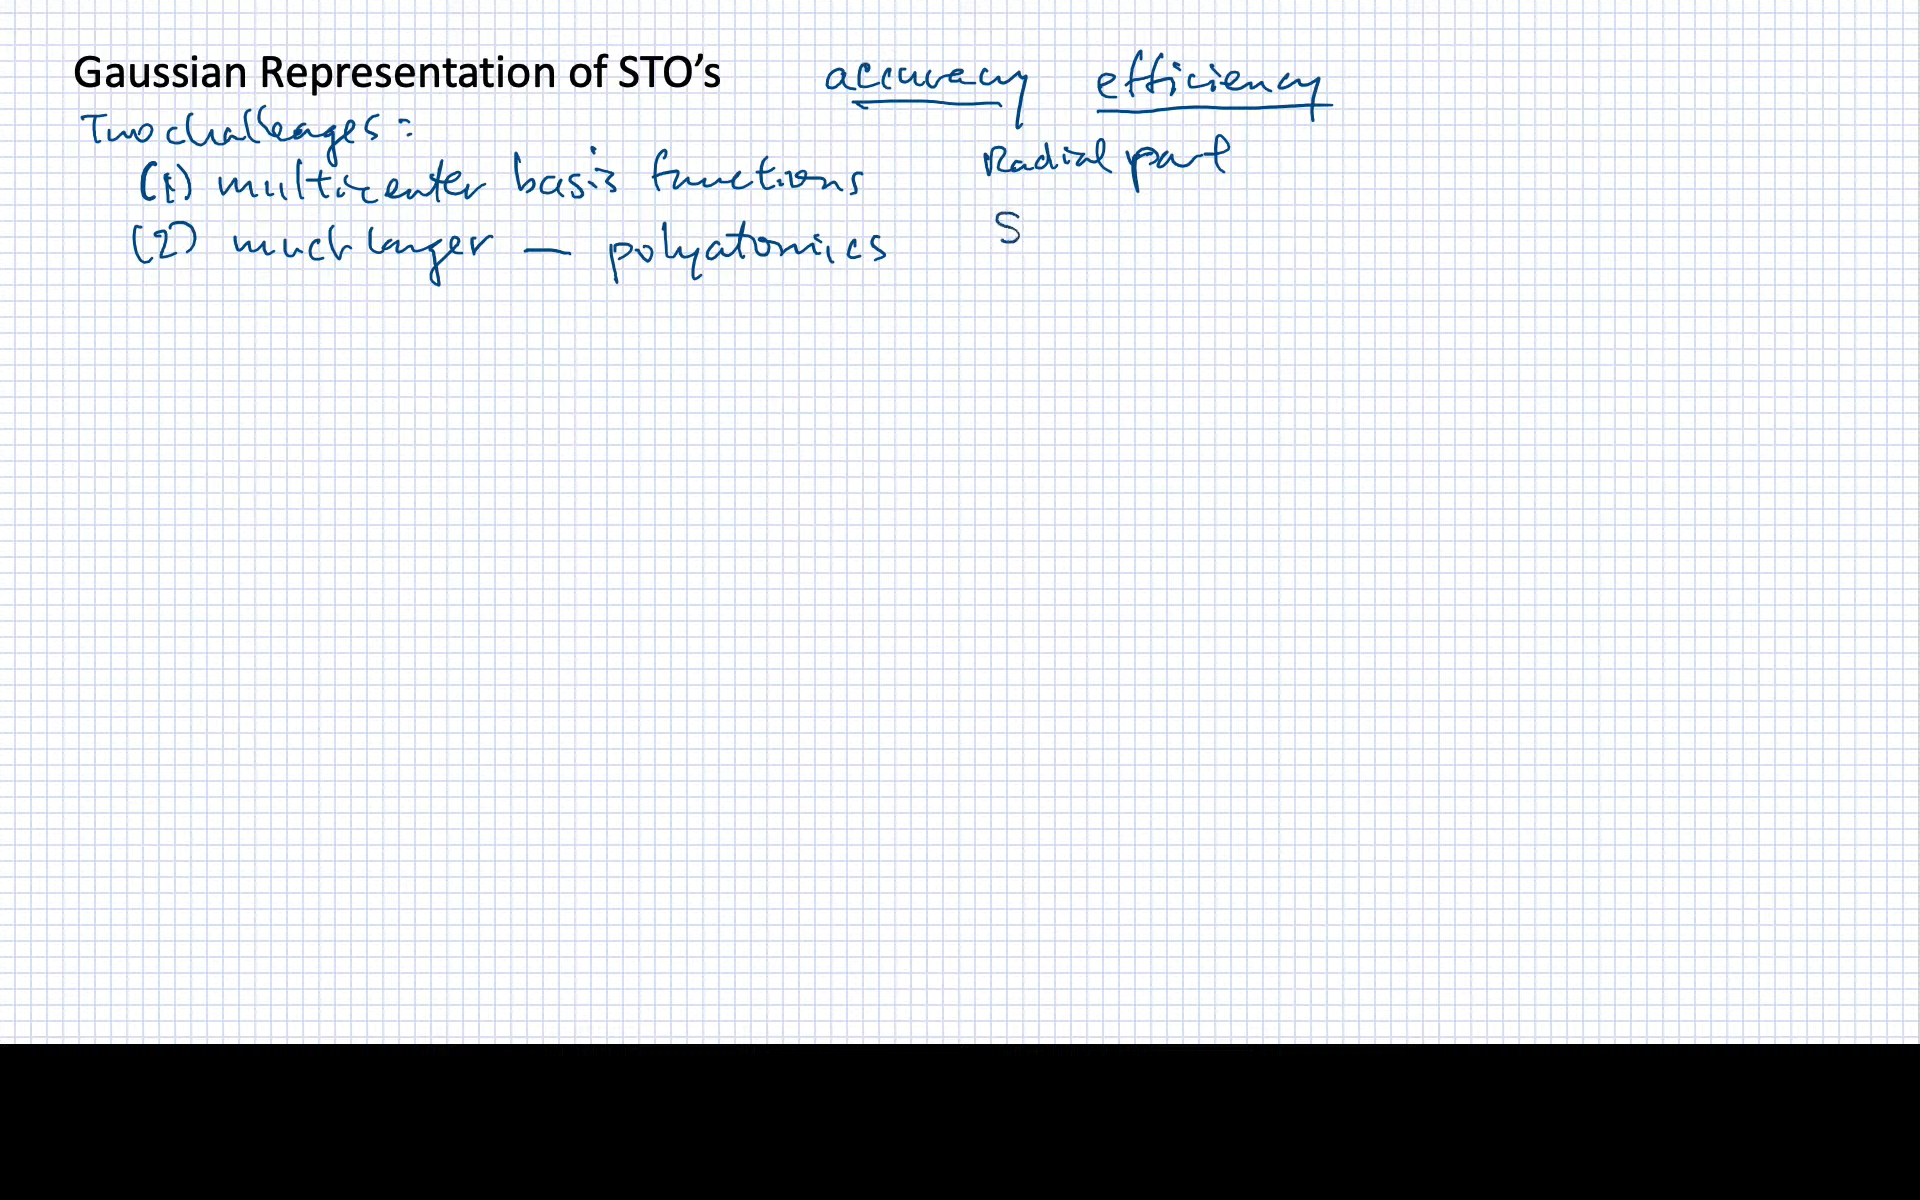 Gaussian Representation of STO's accuracy efficiency
Two challenges:
(1) multicenter basis functions Radial part
(2) much larger — polyatomics S